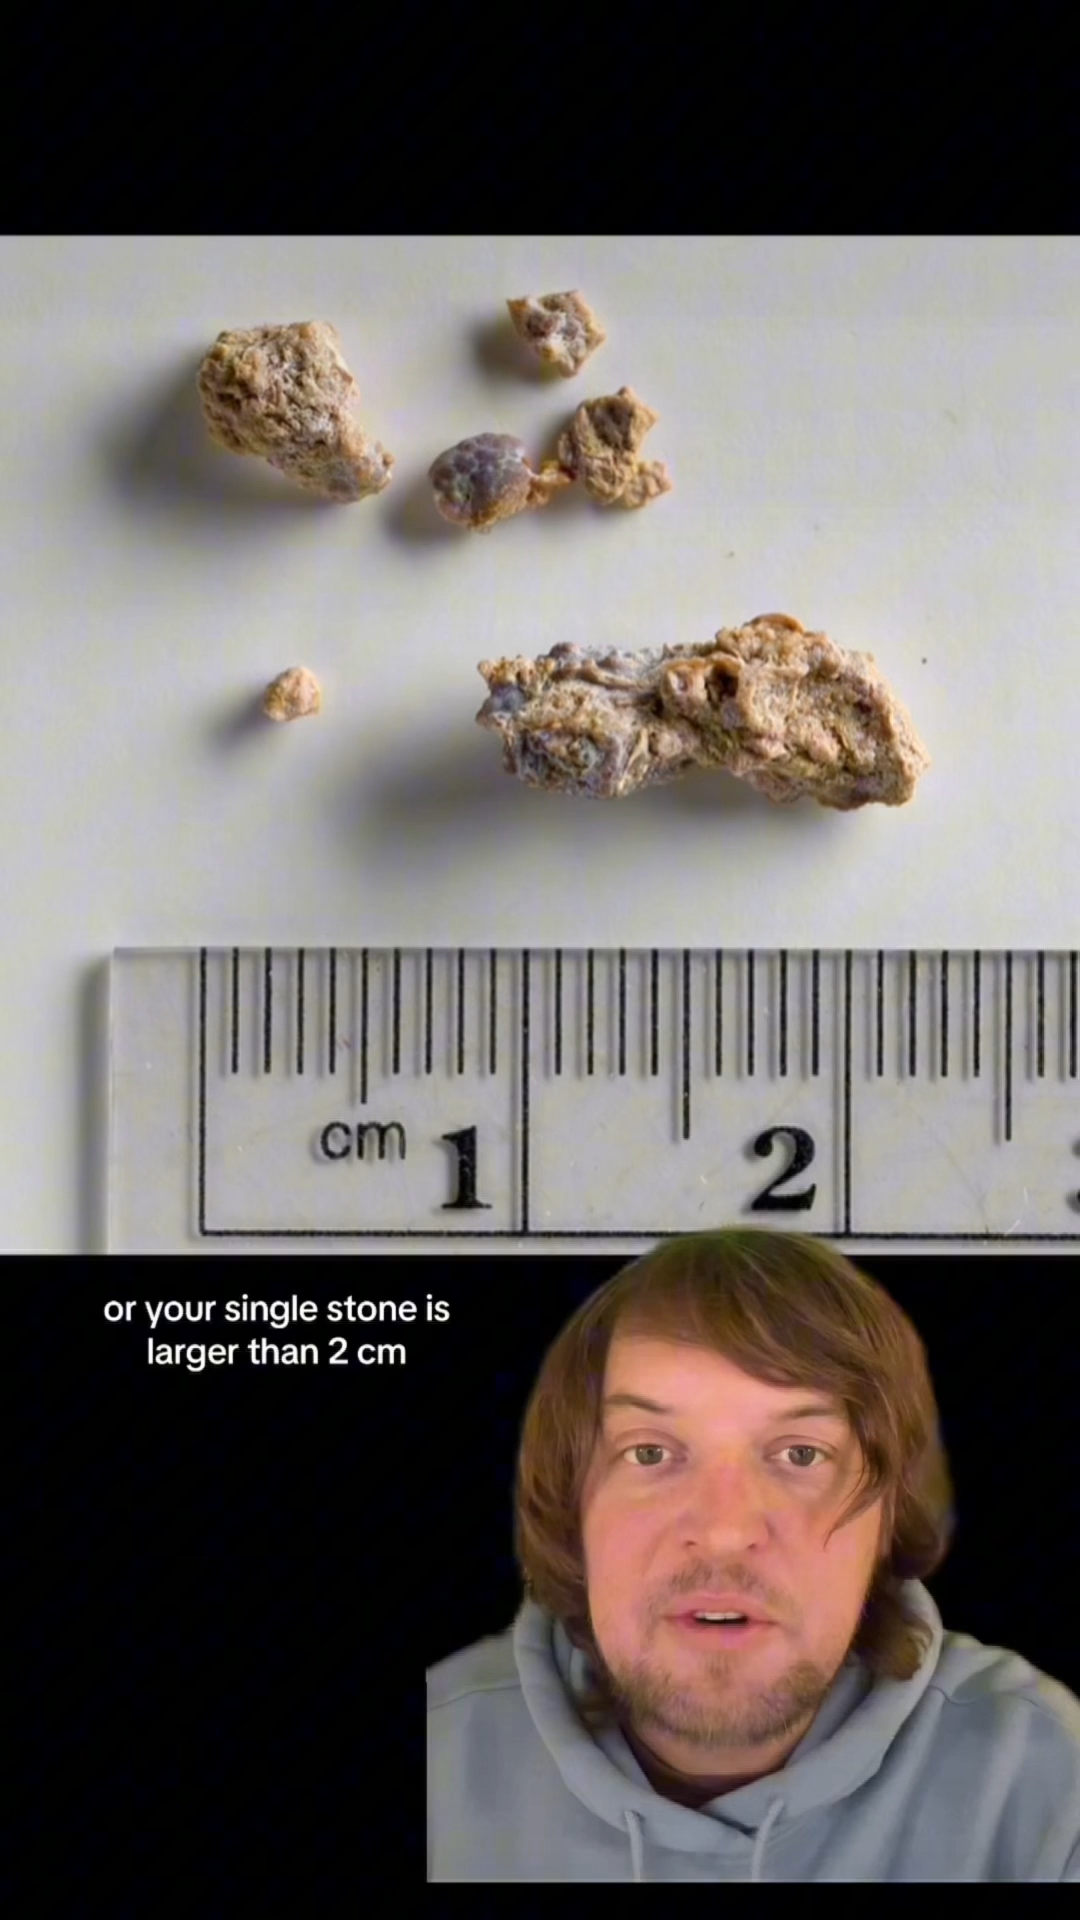 cm 1 2
or your single stone is
larger than 2 cm